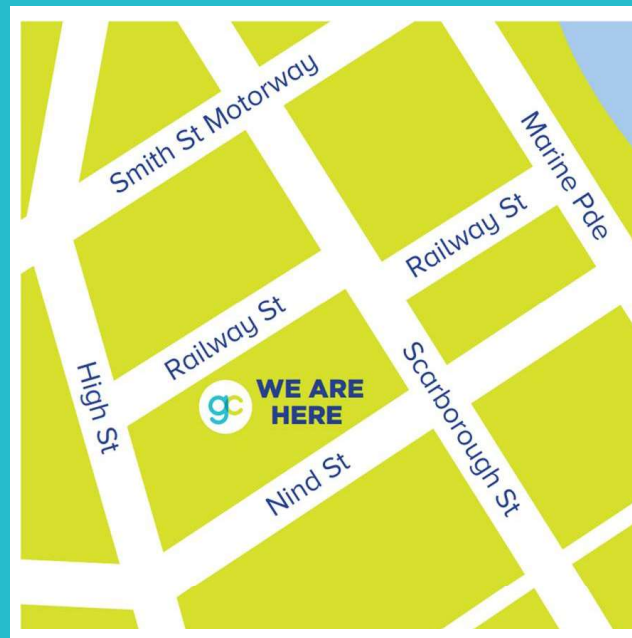 Smith St Motorway
Marine Pde
Railway St
Railway St
High St
gc
WE ARE
HERE
Scarborough St
Nind St